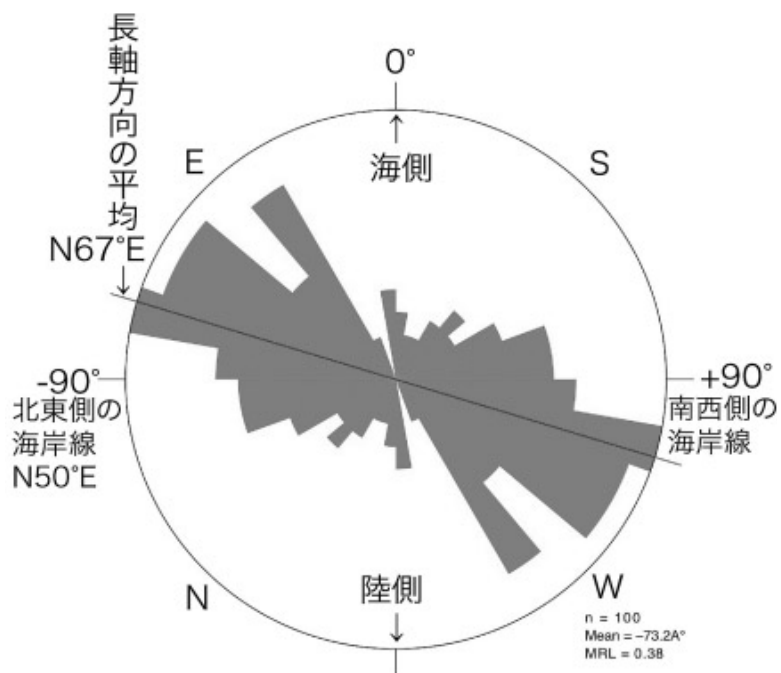 長軸方向の平均
0°
E
S
海側
N67°E
-90°
北東側の
海岸線
N50°E
+90°
南西側の
海岸線
N
陸側
W
n = 100
Mean = –73.2A°
MRL = 0.38